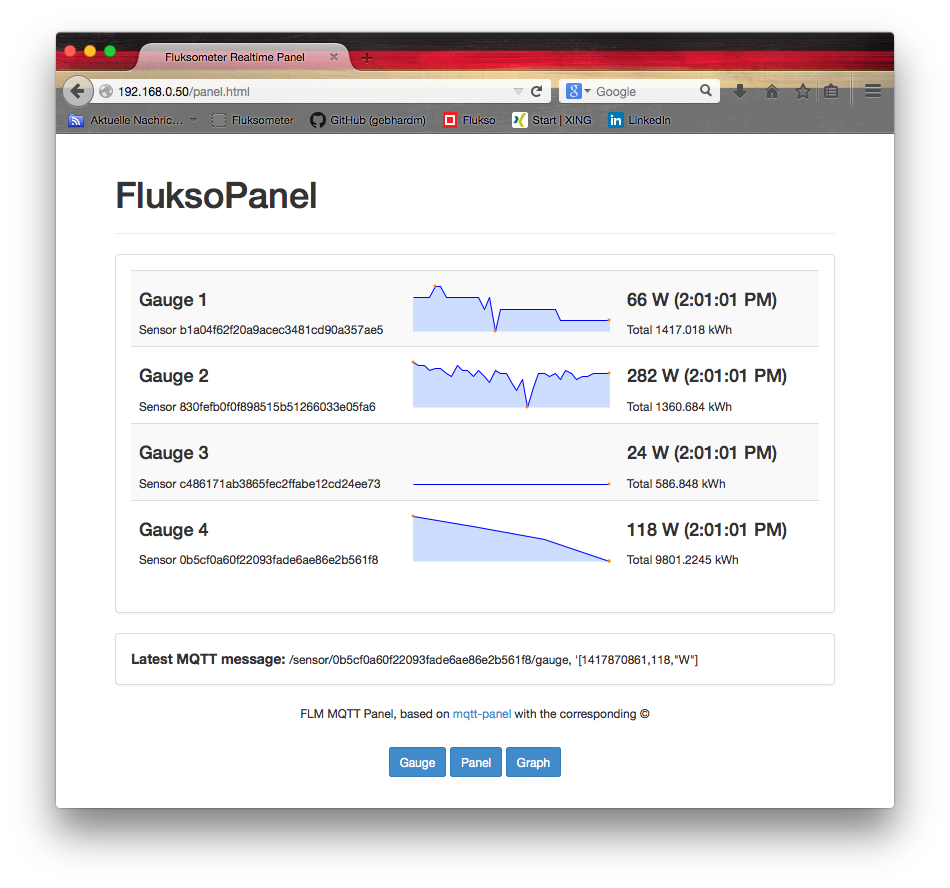 Fluksometer Realtime Panel
192.168.0.50/panel.html
Google
Aktuelle Nachric... Fluksometer GitHub (gebhardm) Flukso Start | XING LinkedIn
FluksoPanel
Gauge 1
66 W (2:01:01 PM)
Sensor b1a04f62f20a9acec3481cd90a357ae5
Total 1417.018 kWh
Gauge 2
282 W (2:01:01 PM)
Sensor 830fefb0f0f898515b51266033e05fa6
Total 1360.684 kWh
Gauge 3
24 W (2:01:01 PM)
Sensor c486171ab3865fec2ffabe12cd24ee73
Total 586.848 kWh
Gauge 4
118 W (2:01:01 PM)
Sensor 0b5cf0a60f22093fade6ae86e2b561f8
Total 9801.2245 kWh
Latest MQTT message: /sensor/0b5cf0a60f22093fade6ae86e2b561f8/gauge, '[1417870861,118,"W"]
FLM MQTT Panel, based on mqtt-panel with the corresponding ©
Gauge Panel Graph